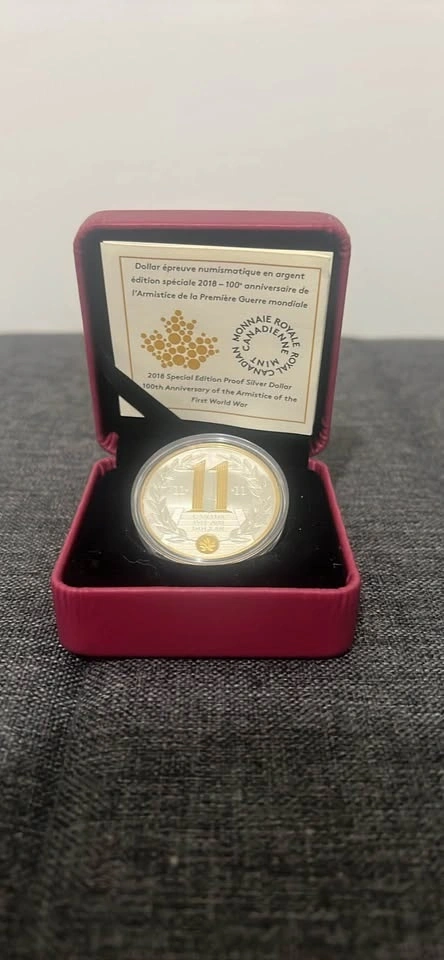 Dollar épreuve numismatique en argent
édition spéciale 2018 – 100e anniversaire de
l'Armistice de la Première Guerre mondiale
MONNAIE ROYALE CANADIENNE
ROYAL CANADIAN MINT
2018 Special Edition Proof Silver Dollar
100th Anniversary of the Armistice of the
First World War
11
11
11
CANADA
DOLLAR